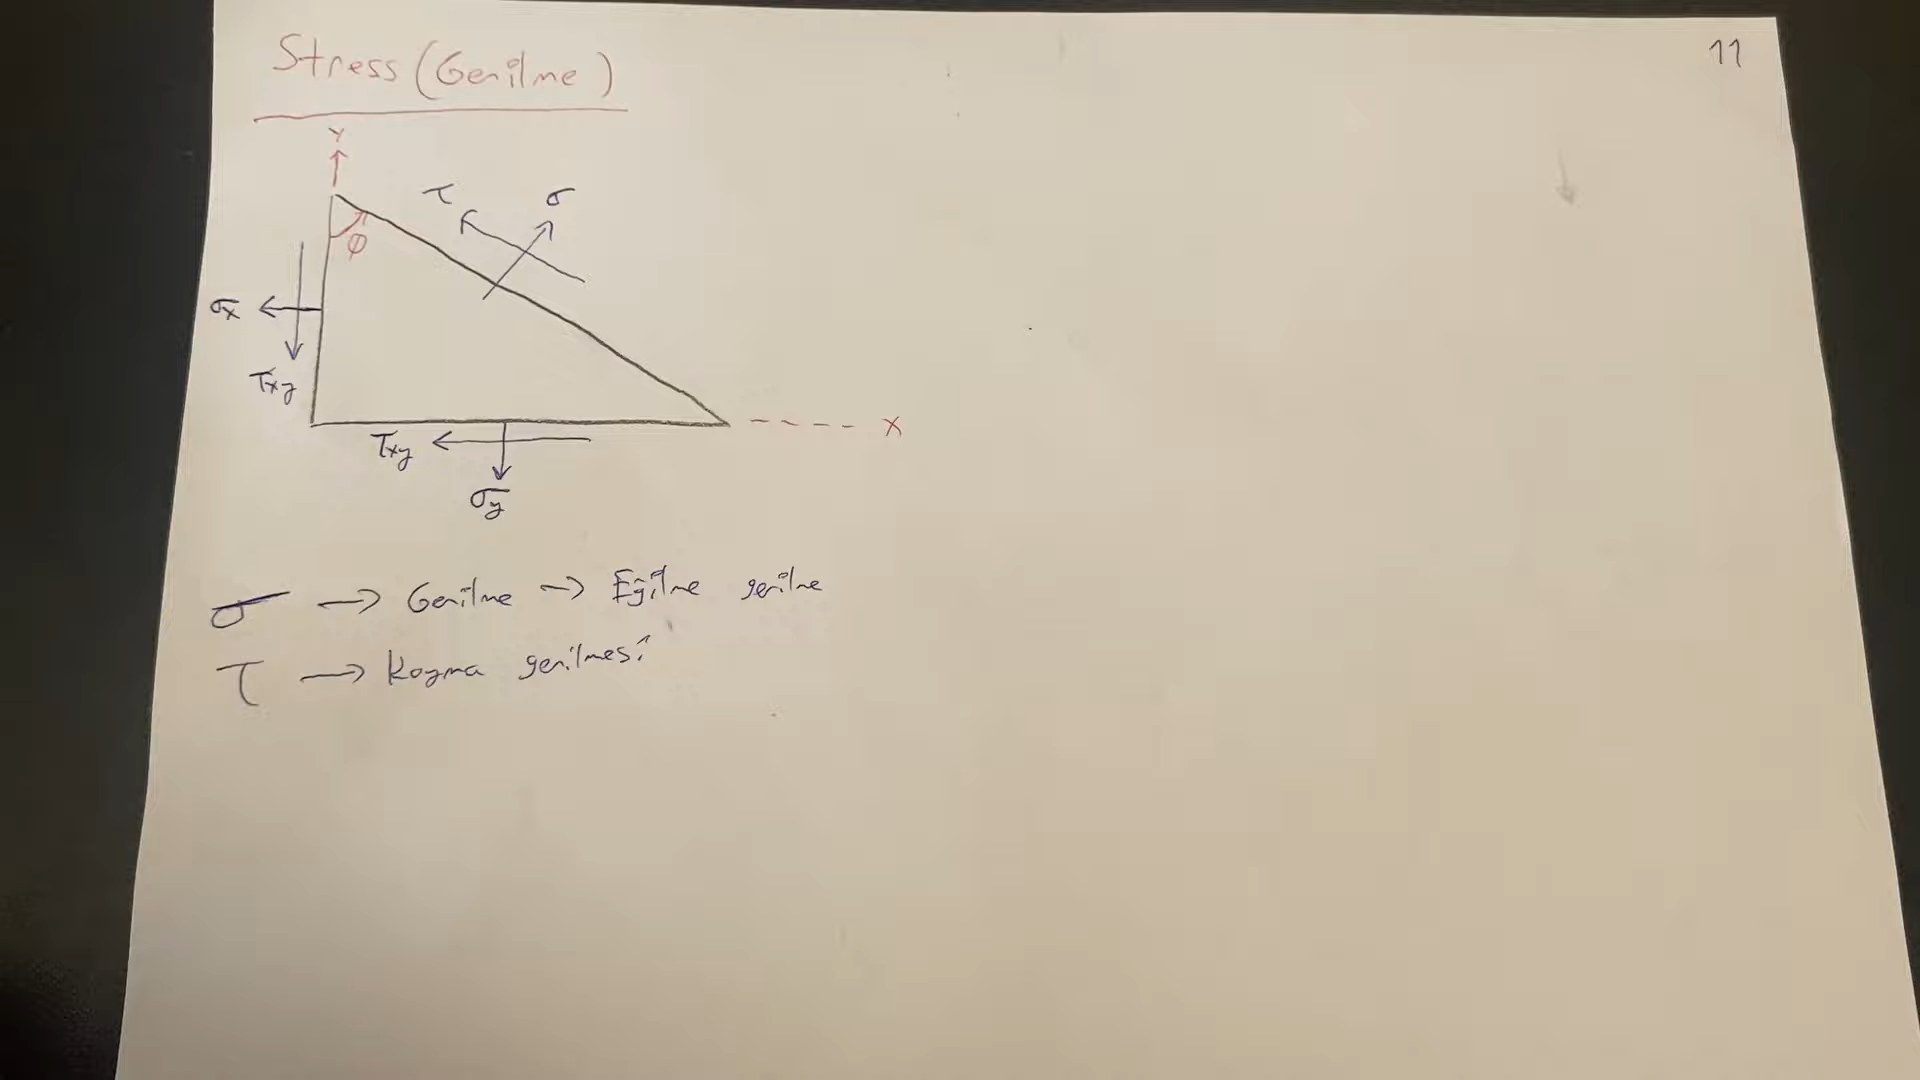 11
Stress (Gerilme)
Y
τ
σ
φ
σx
τxy
x
τxy
σy
σ → Gerilme → Eğilme gerilme
τ → Kayma gerilmesi